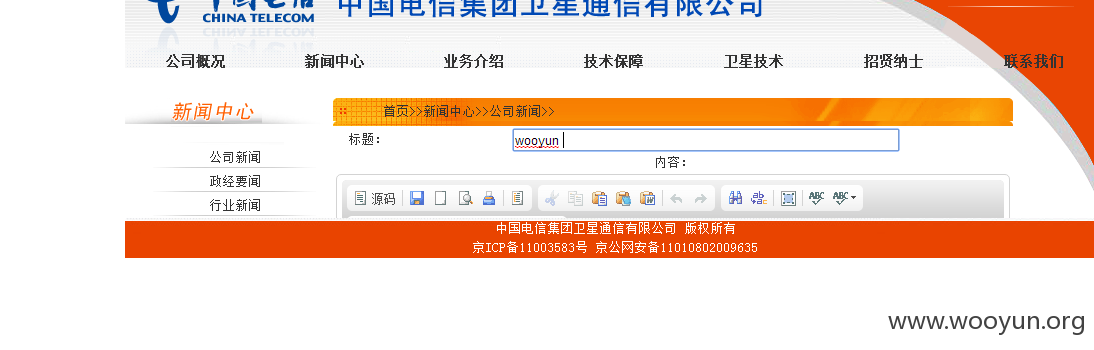 中国电信
CHINA TELECOM
中国电信集团卫星通信有限公司
公司概况 新闻中心 业务介绍 技术保障 卫星技术 招贤纳士 联系我们
新闻中心
首页>>新闻中心>>公司新闻>>
标题：
wooyun
内容：
公司新闻
政经要闻
行业新闻
源码
中国电信集团卫星通信有限公司 版权所有
京ICP备11003583号 京公网安备11010802009635
www.wooyun.org